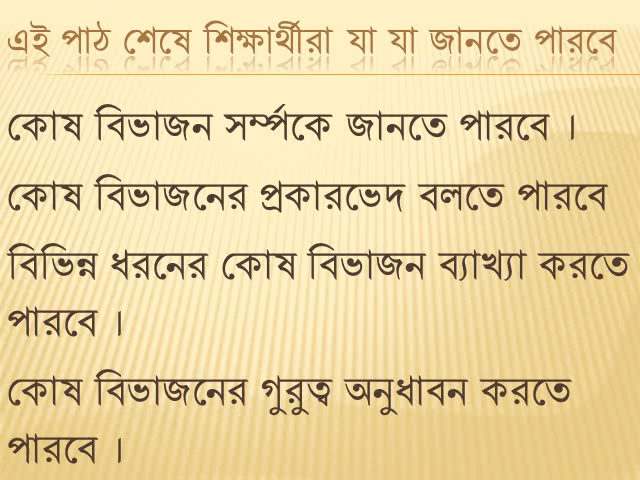 এই পাঠ শেষে শিক্ষার্থীরা যা যা জানতে পারবে
কোষ বিভাজন সর্ম্পকে জানতে পারবে ।
কোষ বিভাজনের প্রকারভেদ বলতে পারবে
বিভিন্ন ধরনের কোষ বিভাজন ব্যাখ্যা করতে
পারবে ।
কোষ বিভাজনের গুরুত্ব অনুধাবন করতে
পারবে ।